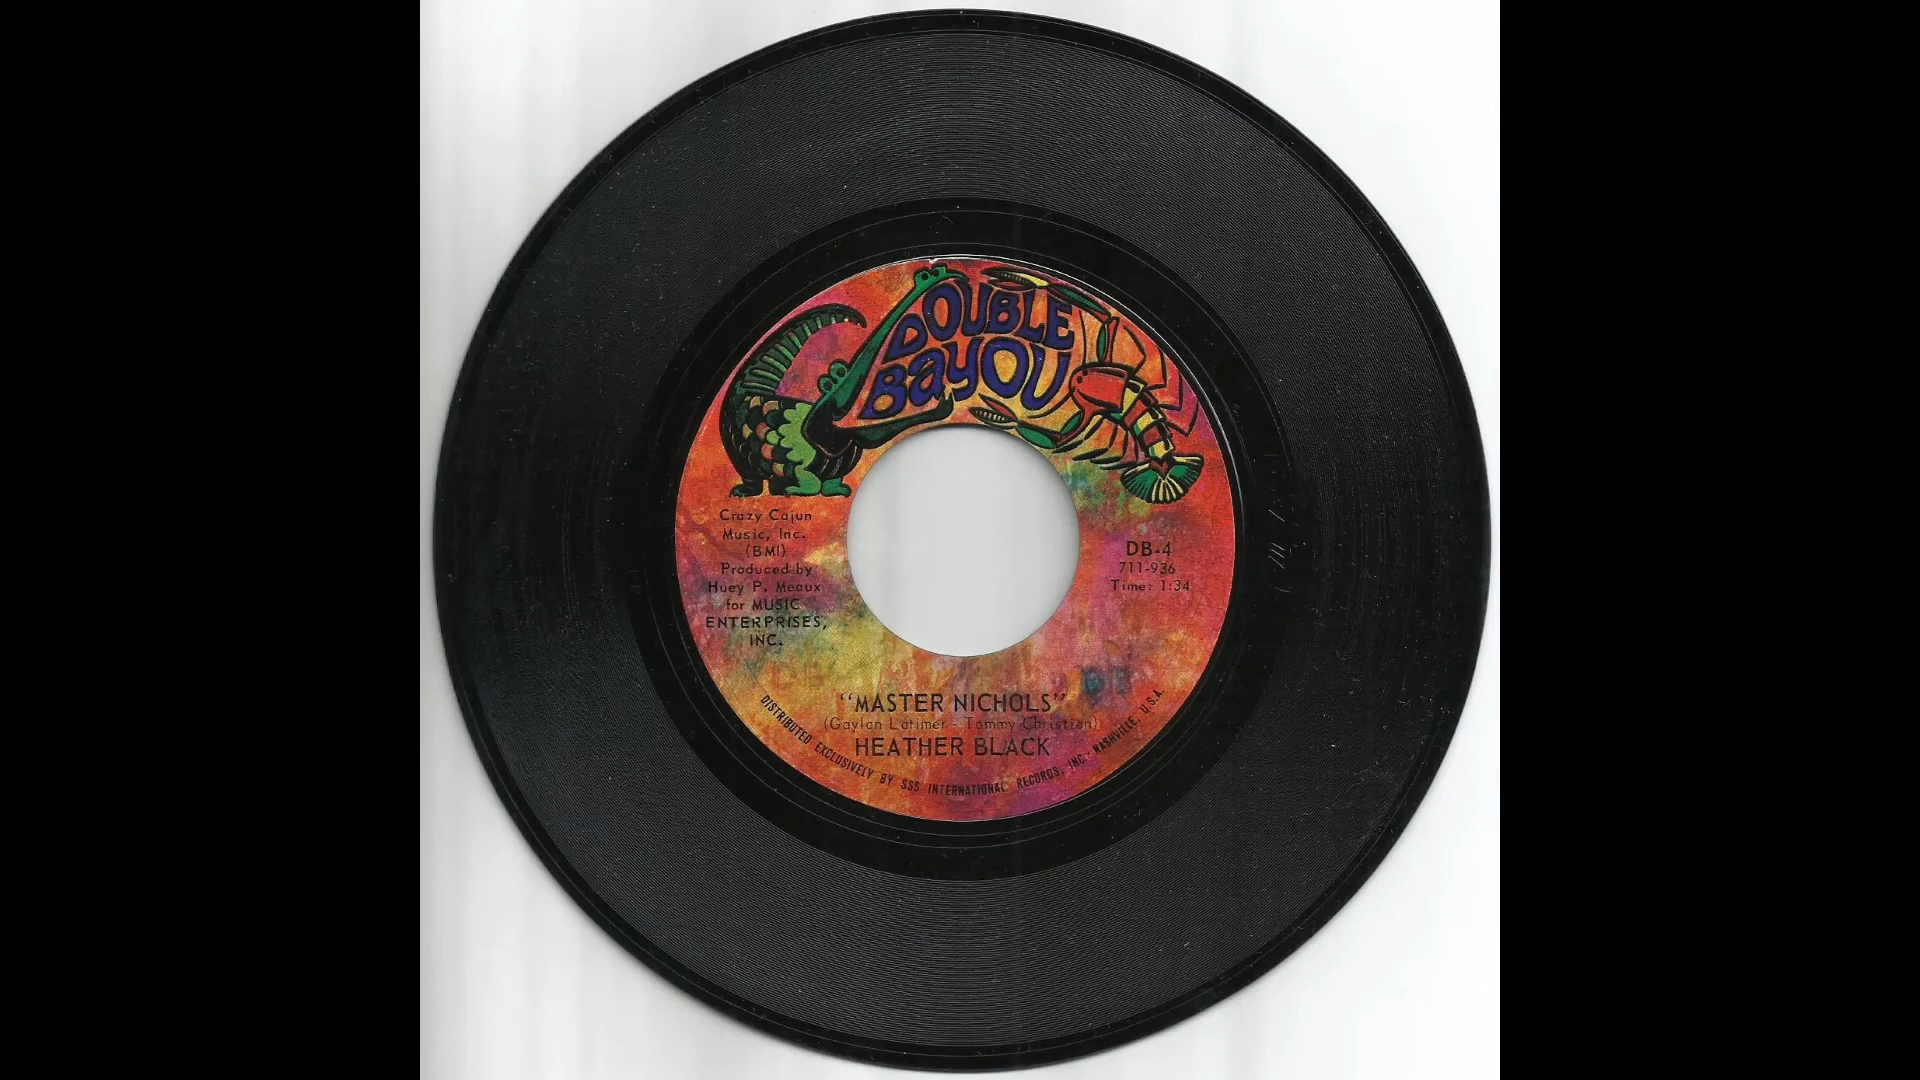 DOUBLE
BAYOU
Crazy Cajun
Music, Inc.
(BMI)
Produced by
Huey P. Meaux
for MUSIC
ENTERPRISES,
INC.
DB-4
711-936
Time: 1:34
"MASTER NICHOLS"
(Gaylan Latimer - Tommy Christian)
HEATHER BLACK
DISTRIBUTED EXCLUSIVELY BY SSS INTERNATIONAL RECORDS, INC. NASHVILLE, U.S.A.